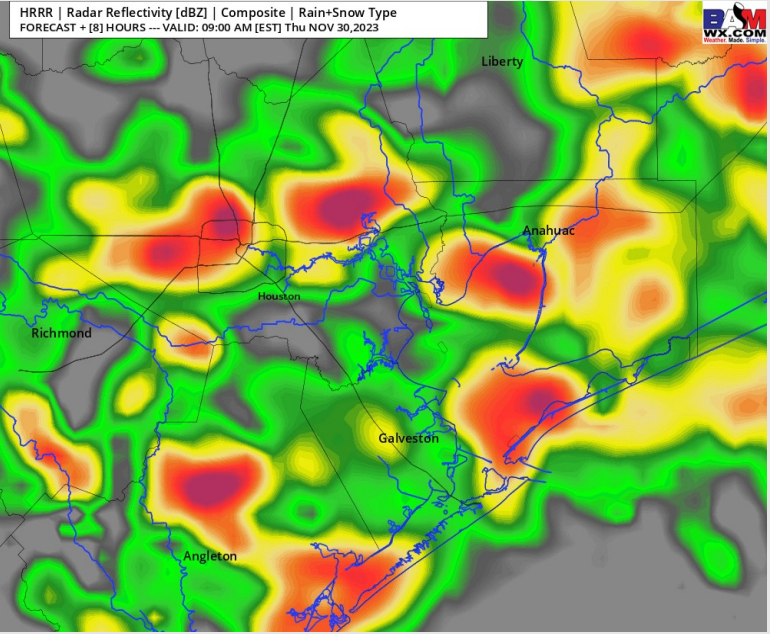 HRRR | Radar Reflectivity [dBZ] | Composite | Rain+Snow Type
FORECAST + [8] HOURS --- VALID: 09:00 AM [EST] Thu NOV 30,2023
BAM
WX.COM
Weather. Made. Simple.
Liberty
Anahuac
Houston
Richmond
Galveston
Angleton